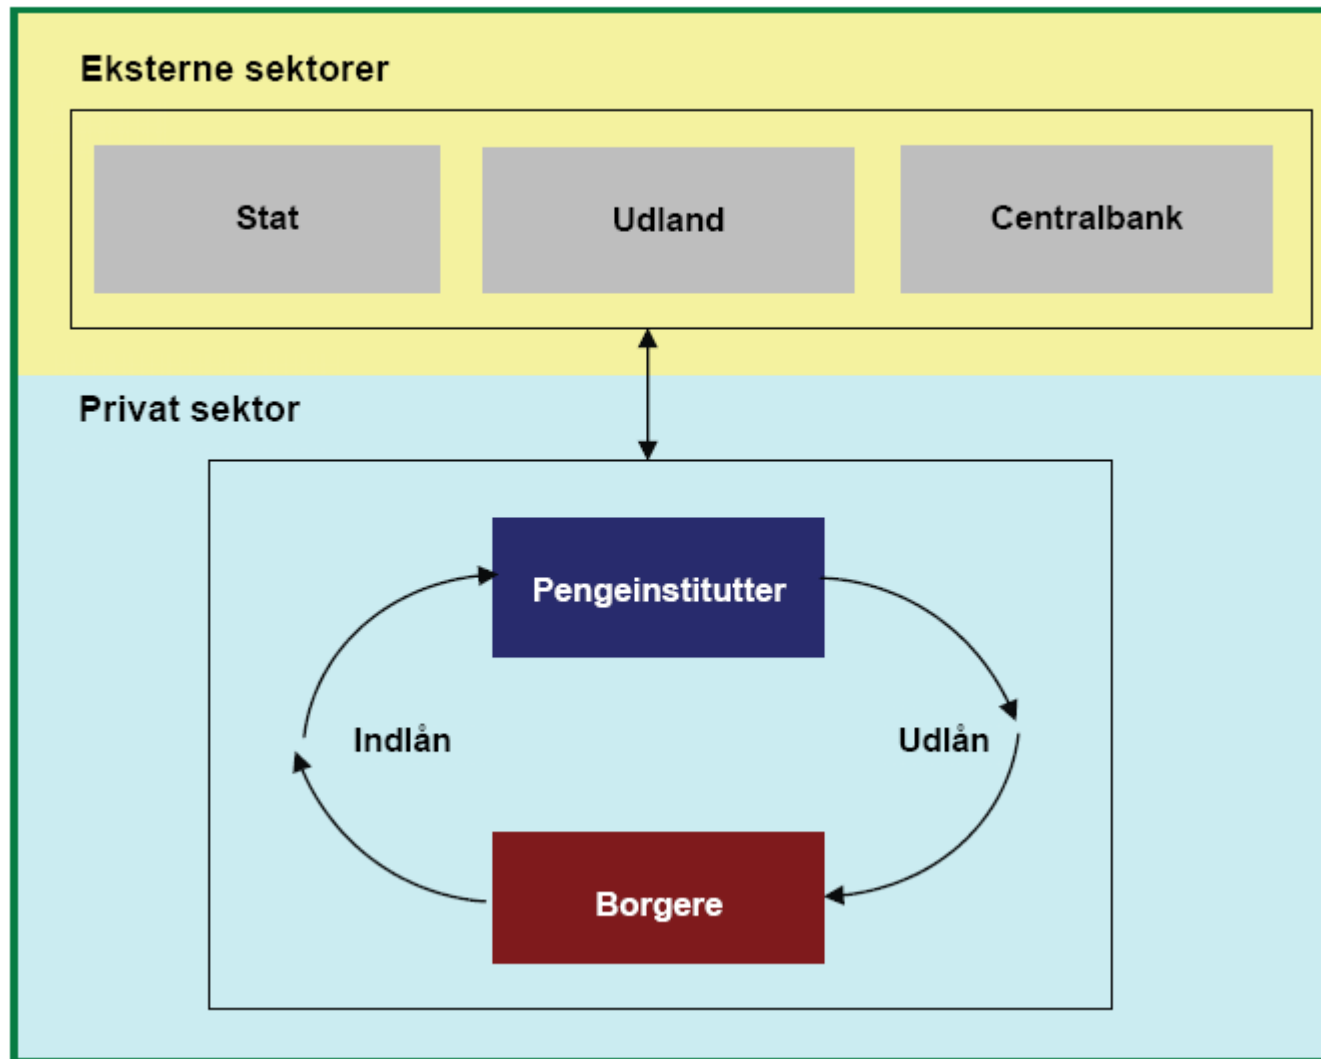 Eksterne sektorer
Stat
Udland
Centralbank
Privat sektor
Pengeinstitutter
Indlån
Udlån
Borgere